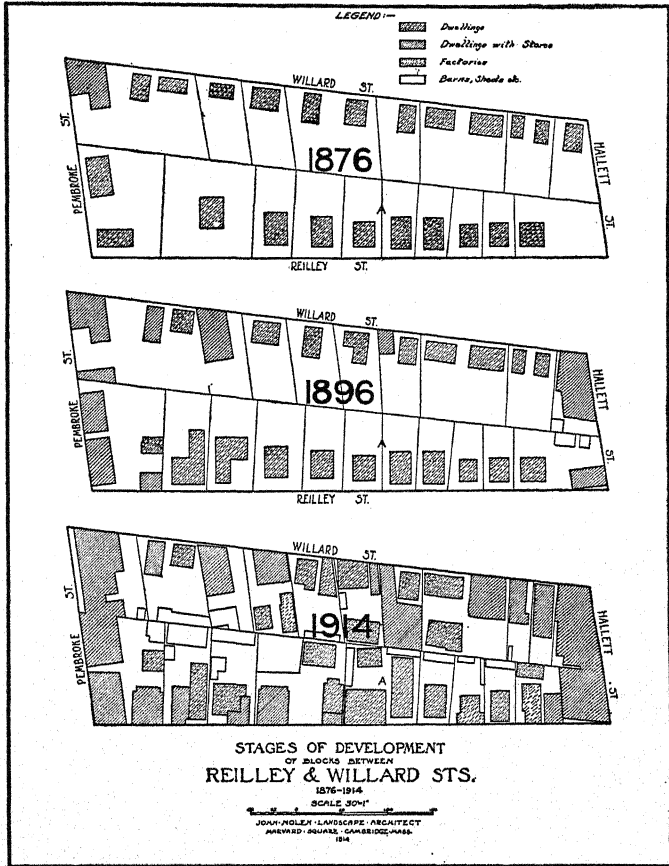 LEGEND:—
Dwellings
Dwellings with Stores
Factories
Barns, Sheds etc.
WILLARD ST.
PEMBROKE ST.
1876
HALLETT ST.
A
REILLEY ST.
WILLARD ST.
PEMBROKE ST.
1896
HALLETT ST.
A
REILLEY ST.
WILLARD ST.
PEMBROKE ST.
1914
HALLETT ST.
A
STAGES OF DEVELOPMENT
OF BLOCKS BETWEEN
REILLEY & WILLARD STS.
1876-1914
JOHN·NOLEN·LANDSCAPE·ARCHITECT
HARVARD·SQUARE·CAMBRIDGE·MASS.
1914